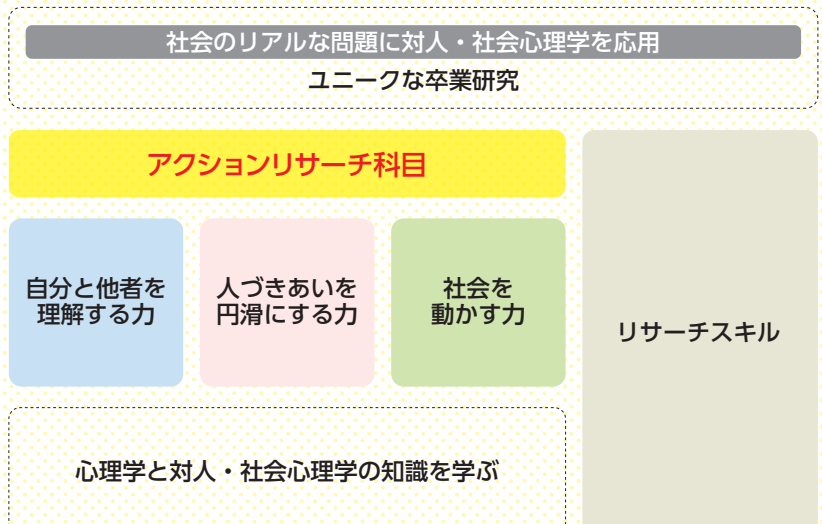 社会のリアルな問題に対人・社会心理学を応用
ユニークな卒業研究
アクションリサーチ科目
自分と他者を
理解する力
人づきあいを
円滑にする力
社会を
動かす力
リサーチスキル
心理学と対人・社会心理学の知識を学ぶ